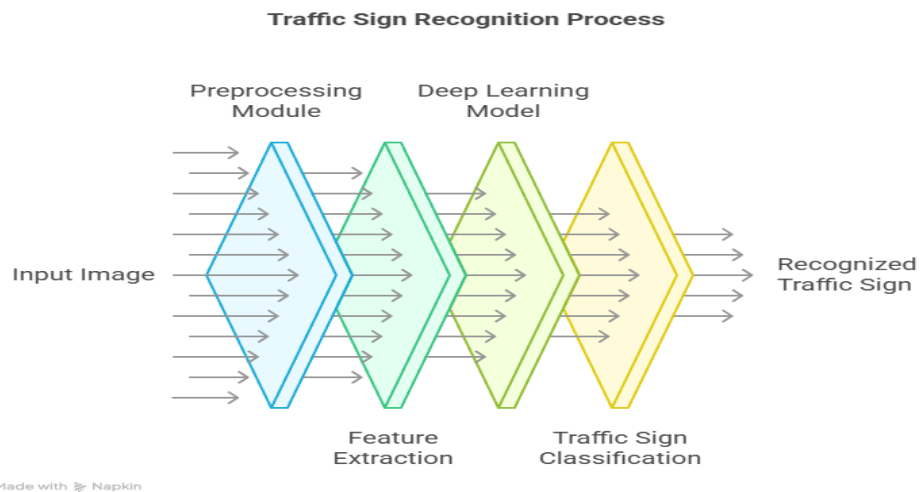 Traffic Sign Recognition Process
Preprocessing
Module
Deep Learning
Model
Input Image
Recognized
Traffic Sign
Feature
Extraction
Traffic Sign
Classification
Made with Napkin